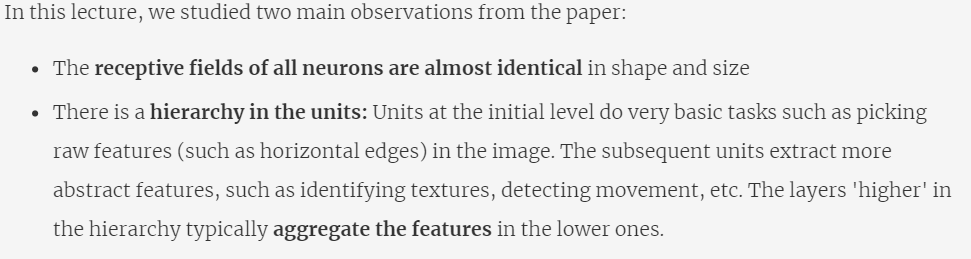 In this lecture, we studied two main observations from the paper:
• The receptive fields of all neurons are almost identical in shape and size
• There is a hierarchy in the units: Units at the initial level do very basic tasks such as picking
raw features (such as horizontal edges) in the image. The subsequent units extract more
abstract features, such as identifying textures, detecting movement, etc. The layers 'higher' in
the hierarchy typically aggregate the features in the lower ones.